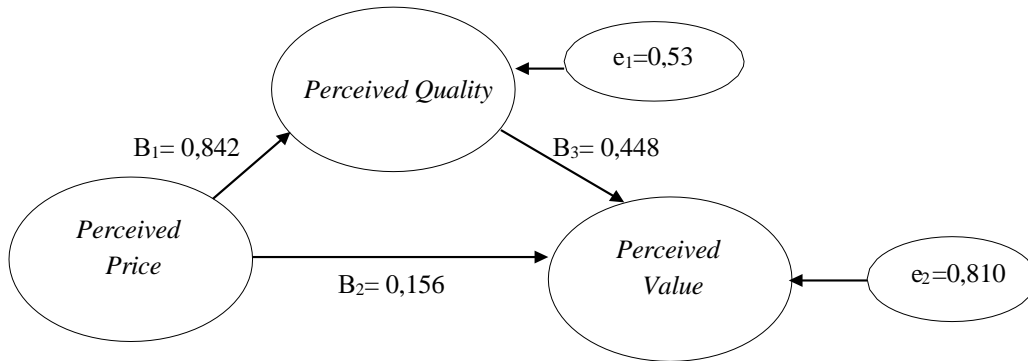 e₁=0,53
Perceived Quality
B₁= 0,842
B₃= 0,448
Perceived
Price
Perceived
Value
B₂= 0,156
e₂=0,810